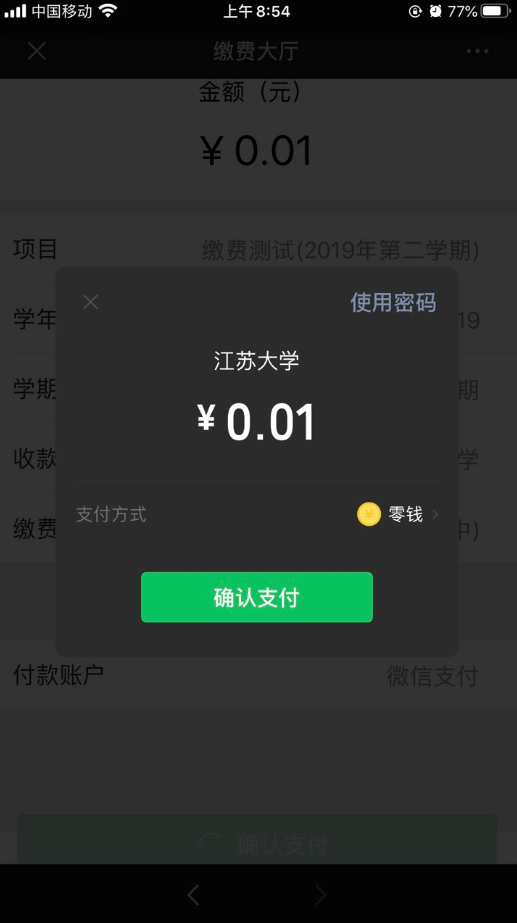 中国移动 上午8:54 77%
缴费大厅
金额（元）
¥0.01
项目 缴费测试(2019年第二学期)
使用密码
学年 19
江苏大学
学期 期
¥0.01
收款 学
支付方式 零钱
缴费 中)
确认支付
付款账户 微信支付
确认支付